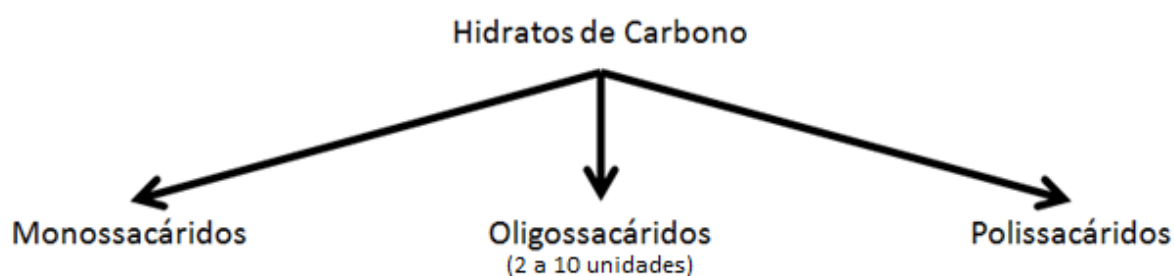 Hidratos de Carbono
Monossacáridos
Oligossacáridos
(2 a 10 unidades)
Polissacáridos